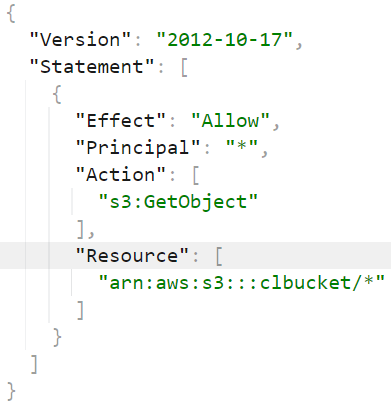 {
  "Version": "2012-10-17",
  "Statement": [
    {
      "Effect": "Allow",
      "Principal": "*",
      "Action": [
        "s3:GetObject"
      ],
      "Resource": [
        "arn:aws:s3:::clbucket/*"
      ]
    }
  ]
}